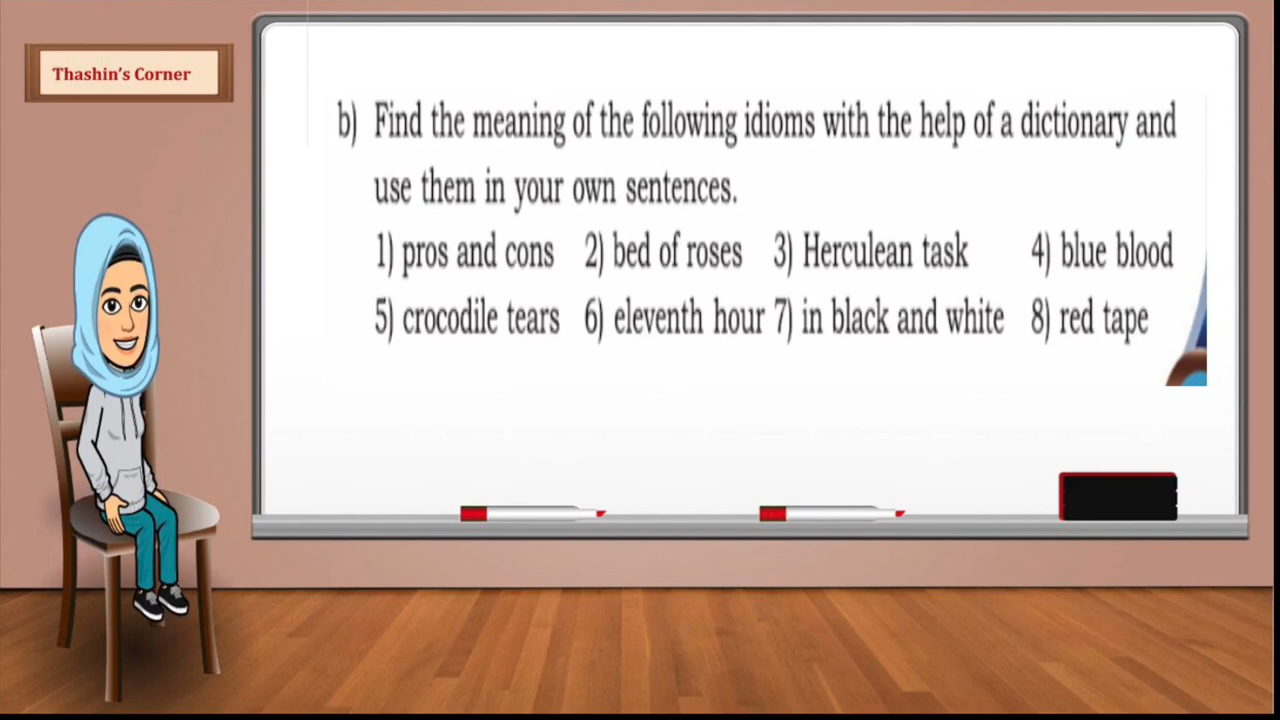 Thashin's Corner
b) Find the meaning of the following idioms with the help of a dictionary and
use them in your own sentences.
1) pros and cons 2) bed of roses 3) Herculean task 4) blue blood
5) crocodile tears 6) eleventh hour 7) in black and white 8) red tape